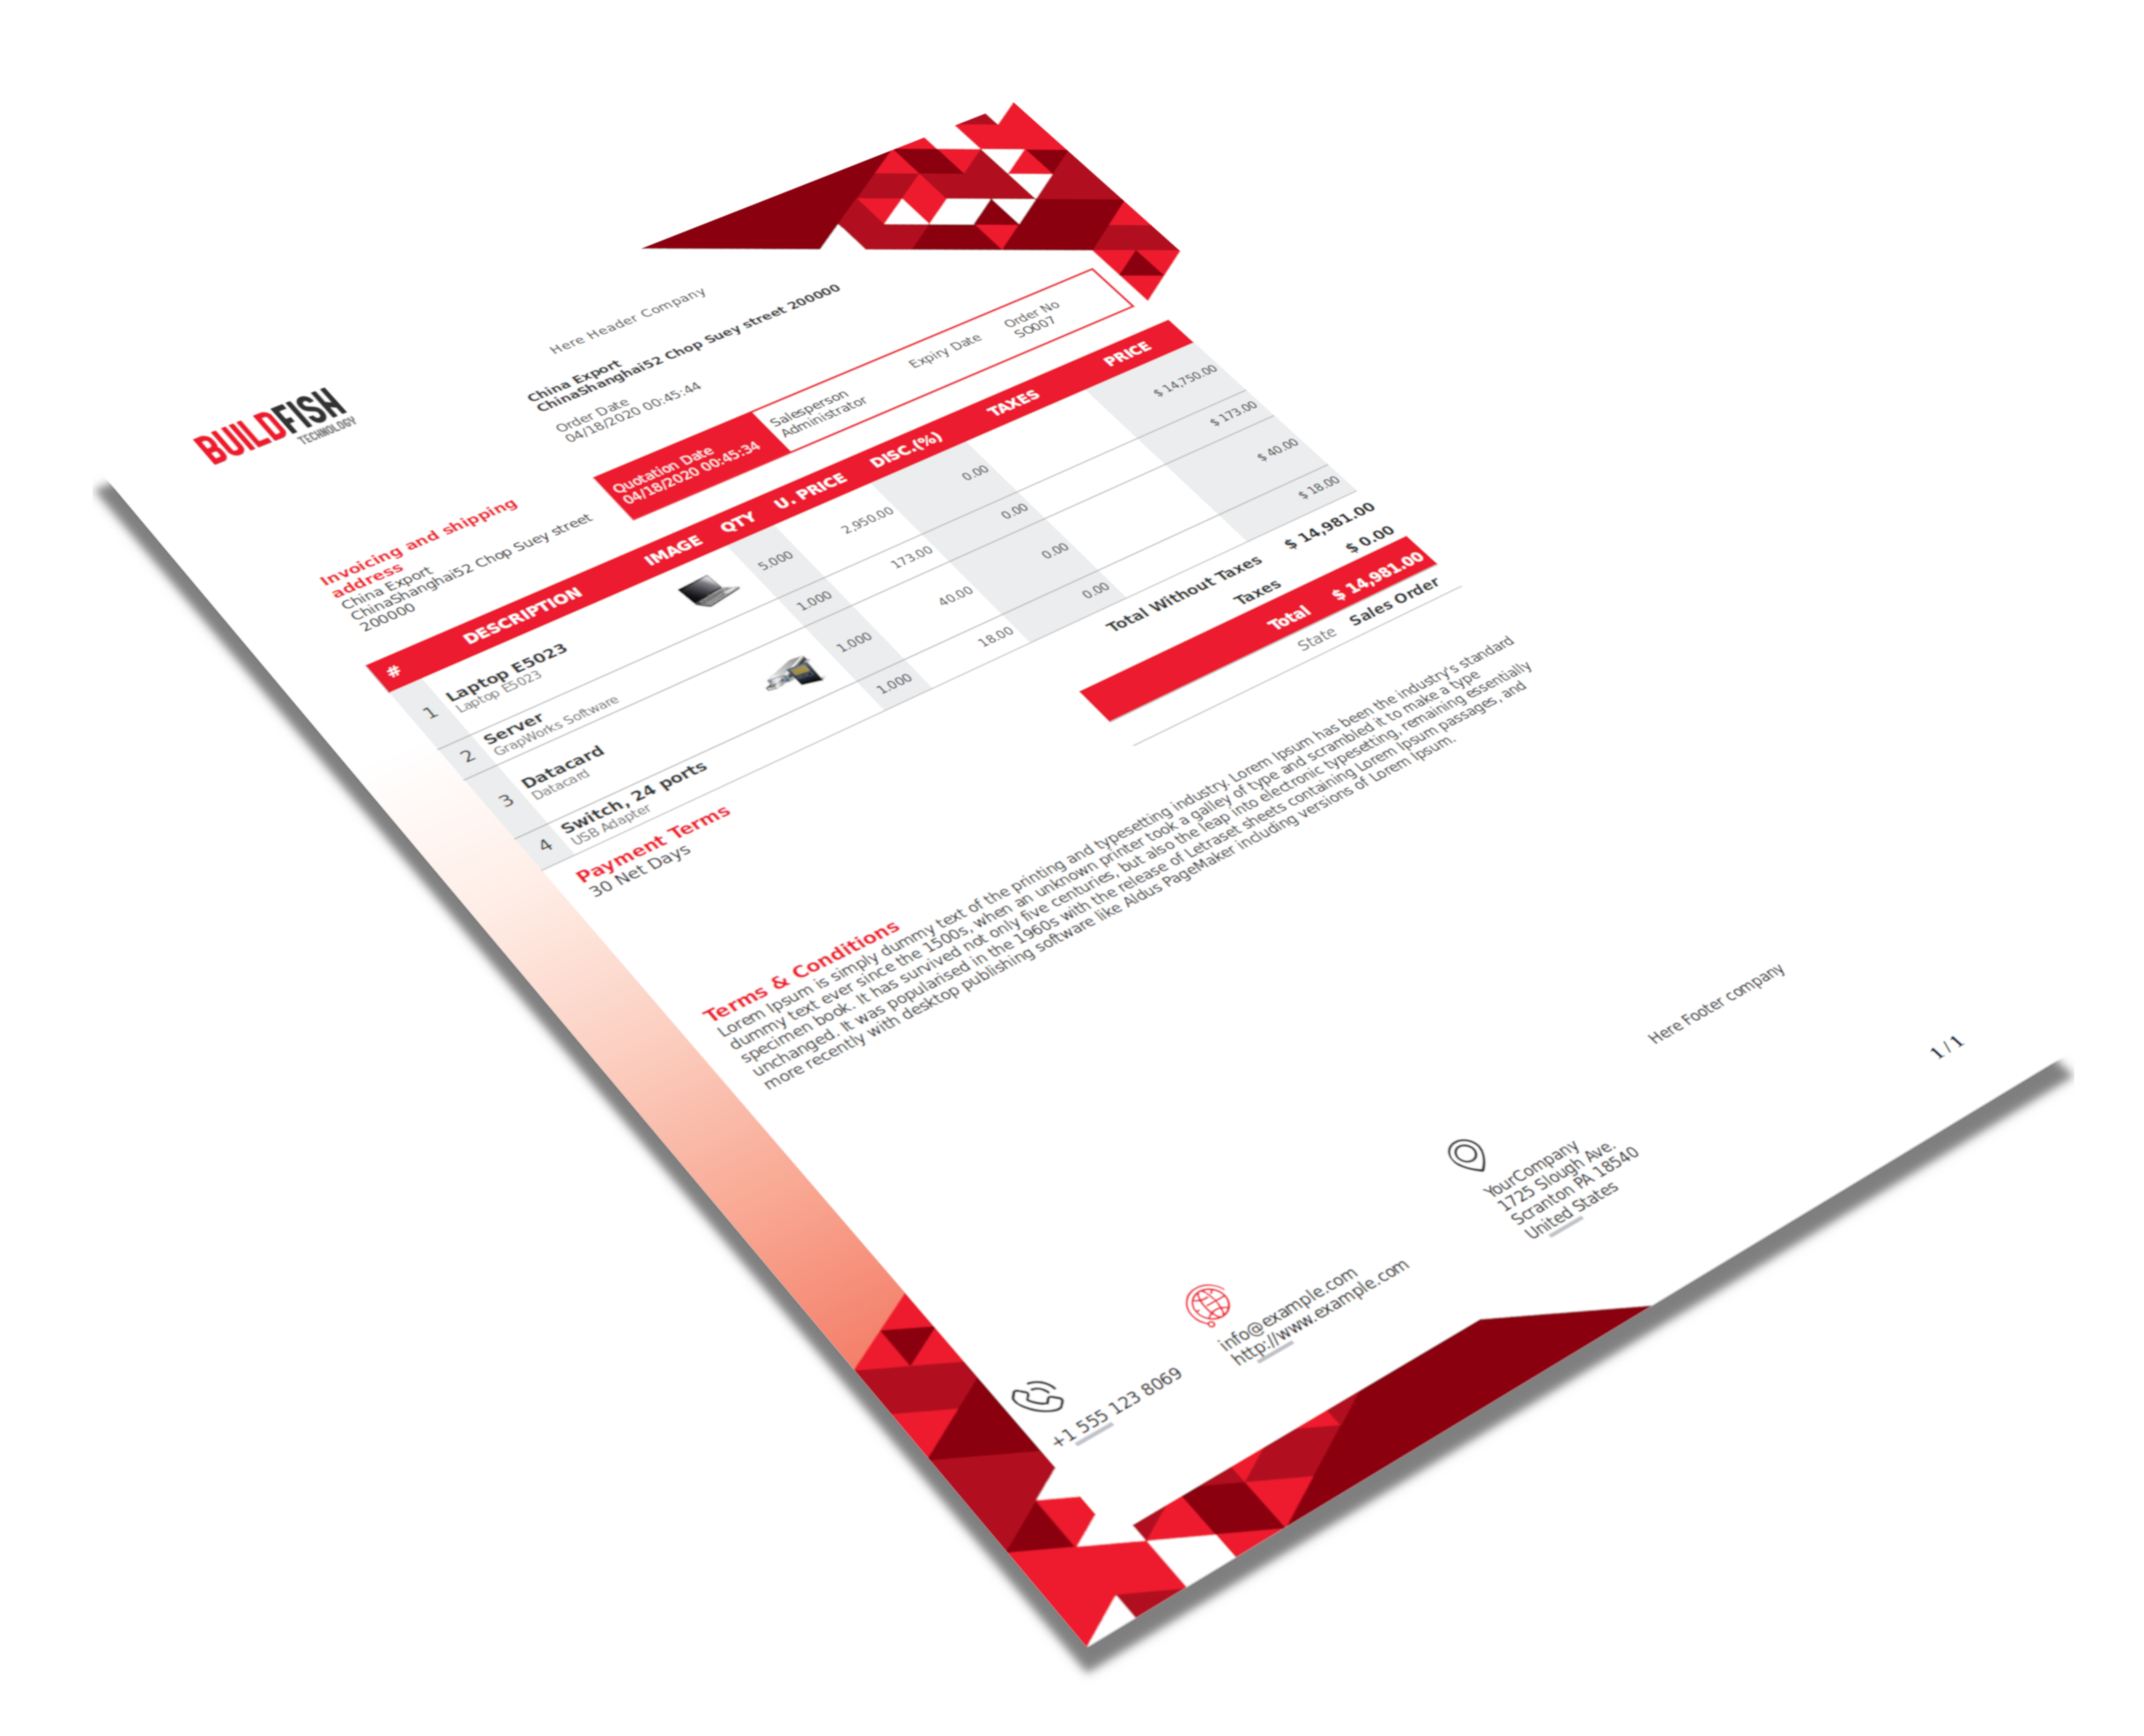 BUILDFISH
TECHNOLOGY
Here Header Company
China Export
ChinaShanghai52 Chop Suey street 200000
Order Date
04/18/2020 00:45:44
Invoicing and shipping
address
China Export
ChinaShanghai52 Chop Suey street
200000
Quotation Date
04/18/2020 00:45:34
Salesperson
Administrator
Expiry Date
Order No
SO007
# DESCRIPTION IMAGE QTY U. PRICE DISC.(%) TAXES PRICE
1 Laptop E5023 5.000 2,950.00 0.00 $ 14,750.00
Laptop E5023
2 Server 1.000 173.00 0.00 $ 173.00
GrapWorks Software
3 Datacard 1.000 40.00 0.00 $ 40.00
Datacard
4 Switch, 24 ports 1.000 18.00 0.00 $ 18.00
USB Adapter
Total Without Taxes $ 14,981.00
Taxes $ 0.00
Total $ 14,981.00
State Sales Order
Payment Terms
30 Net Days
Terms & Conditions
Lorem Ipsum is simply dummy text of the printing and typesetting industry. Lorem Ipsum has been the industry's standard
dummy text ever since the 1500s, when an unknown printer took a galley of type and scrambled it to make a type
specimen book. It has survived not only five centuries, but also the leap into electronic typesetting, remaining essentially
unchanged. It was popularised in the 1960s with the release of Letraset sheets containing Lorem Ipsum passages, and
more recently with desktop publishing software like Aldus PageMaker including versions of Lorem Ipsum.
Here Footer company
1 / 1
+1 555 123 8069
info@example.com
http://www.example.com
YourCompany
1725 Slough Ave.
Scranton PA 18540
United States